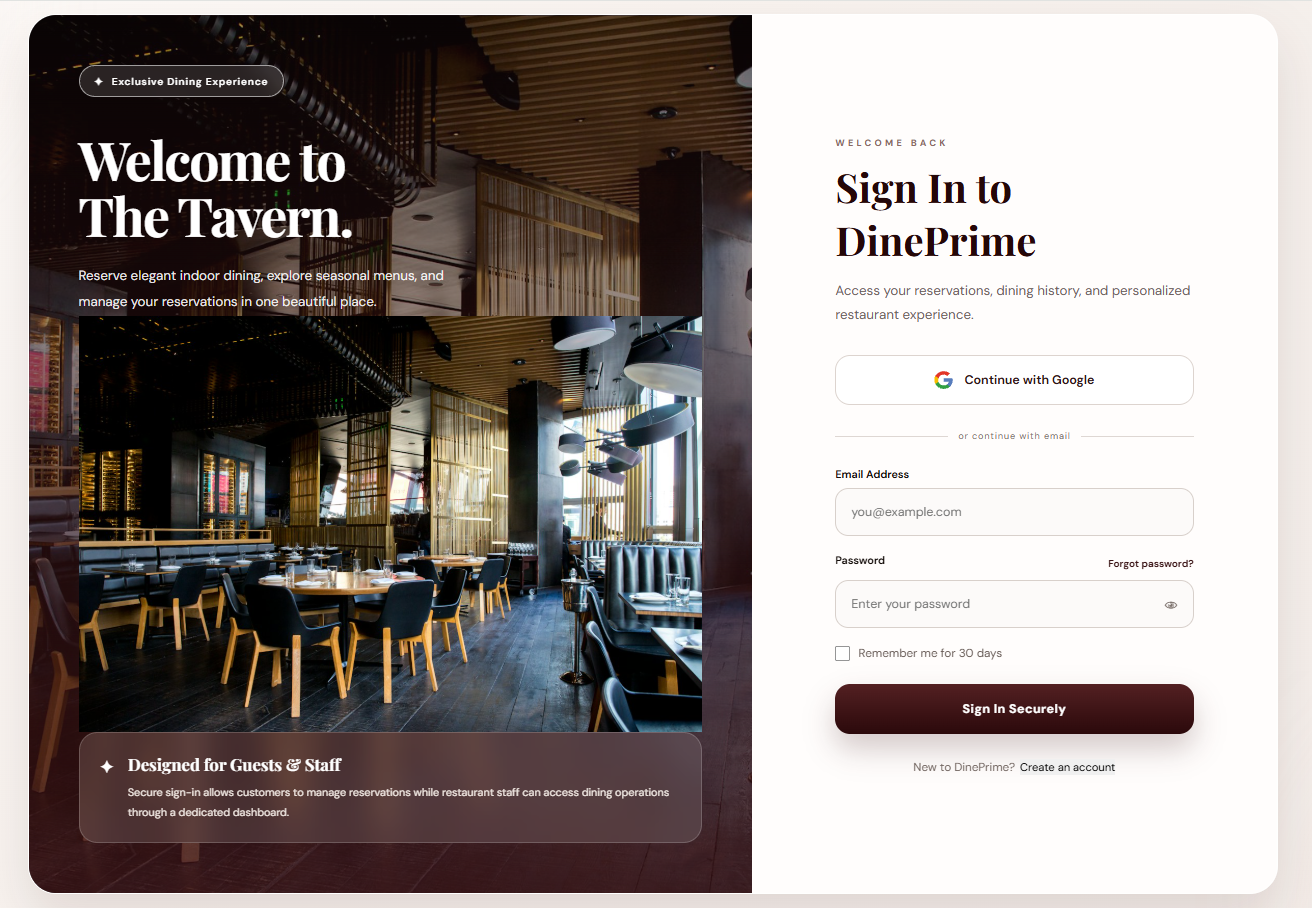 ✦ Exclusive Dining Experience
Welcome to
The Tavern.
Reserve elegant indoor dining, explore seasonal menus, and
manage your reservations in one beautiful place.
✦ Designed for Guests & Staff
Secure sign-in allows customers to manage reservations while restaurant staff can access dining operations
through a dedicated dashboard.
WELCOME BACK
Sign In to
DinePrime
Access your reservations, dining history, and personalized
restaurant experience.
Continue with Google
or continue with email
Email Address
you@example.com
Password
Forgot password?
Enter your password
Remember me for 30 days
Sign In Securely
New to DinePrime? Create an account